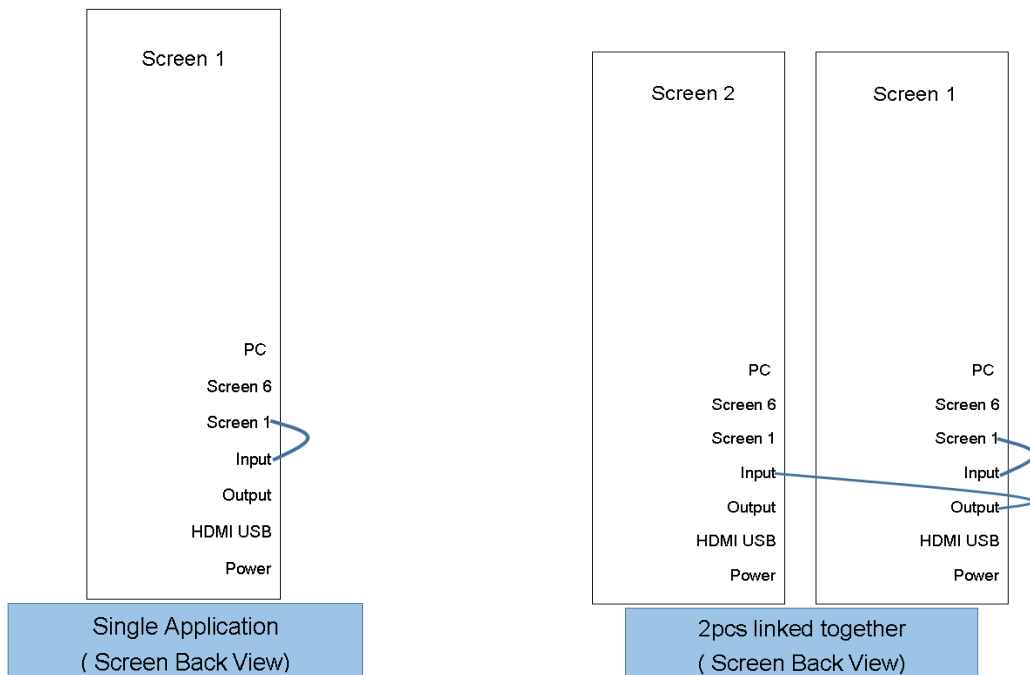 Screen 1
PC
Screen 6
Screen 1
Input
Output
HDMI USB
Power
Single Application
( Screen Back View)
Screen 2
PC
Screen 6
Screen 1
Input
Output
HDMI USB
Power
Screen 1
PC
Screen 6
Screen 1
Input
Output
HDMI USB
Power
2pcs linked together
( Screen Back View)